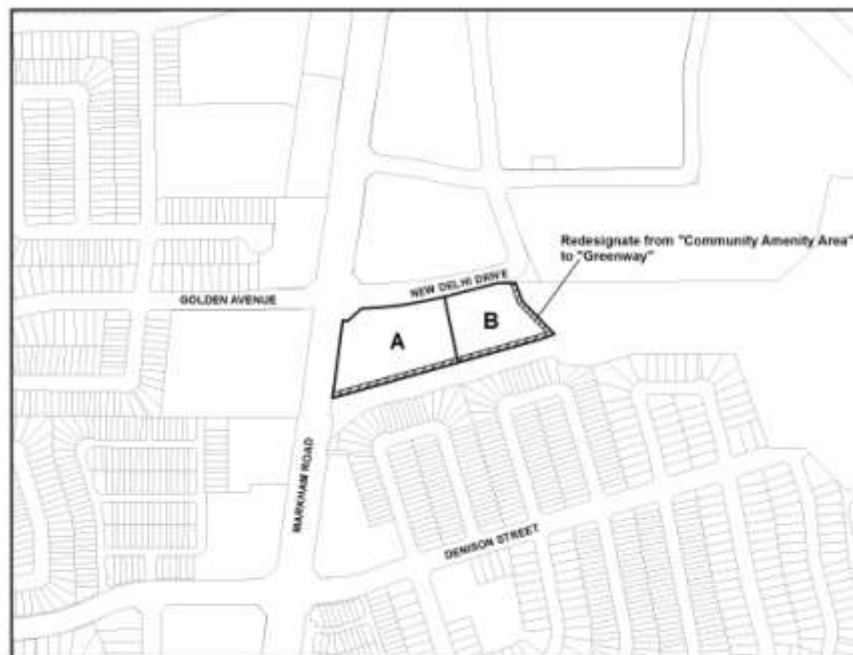 Redesignate from "Community Amenity Area"
to "Greenway"
NEW DELHI DRIVE
GOLDEN AVENUE
A
B
MARKHAM ROAD
DENISON STREET